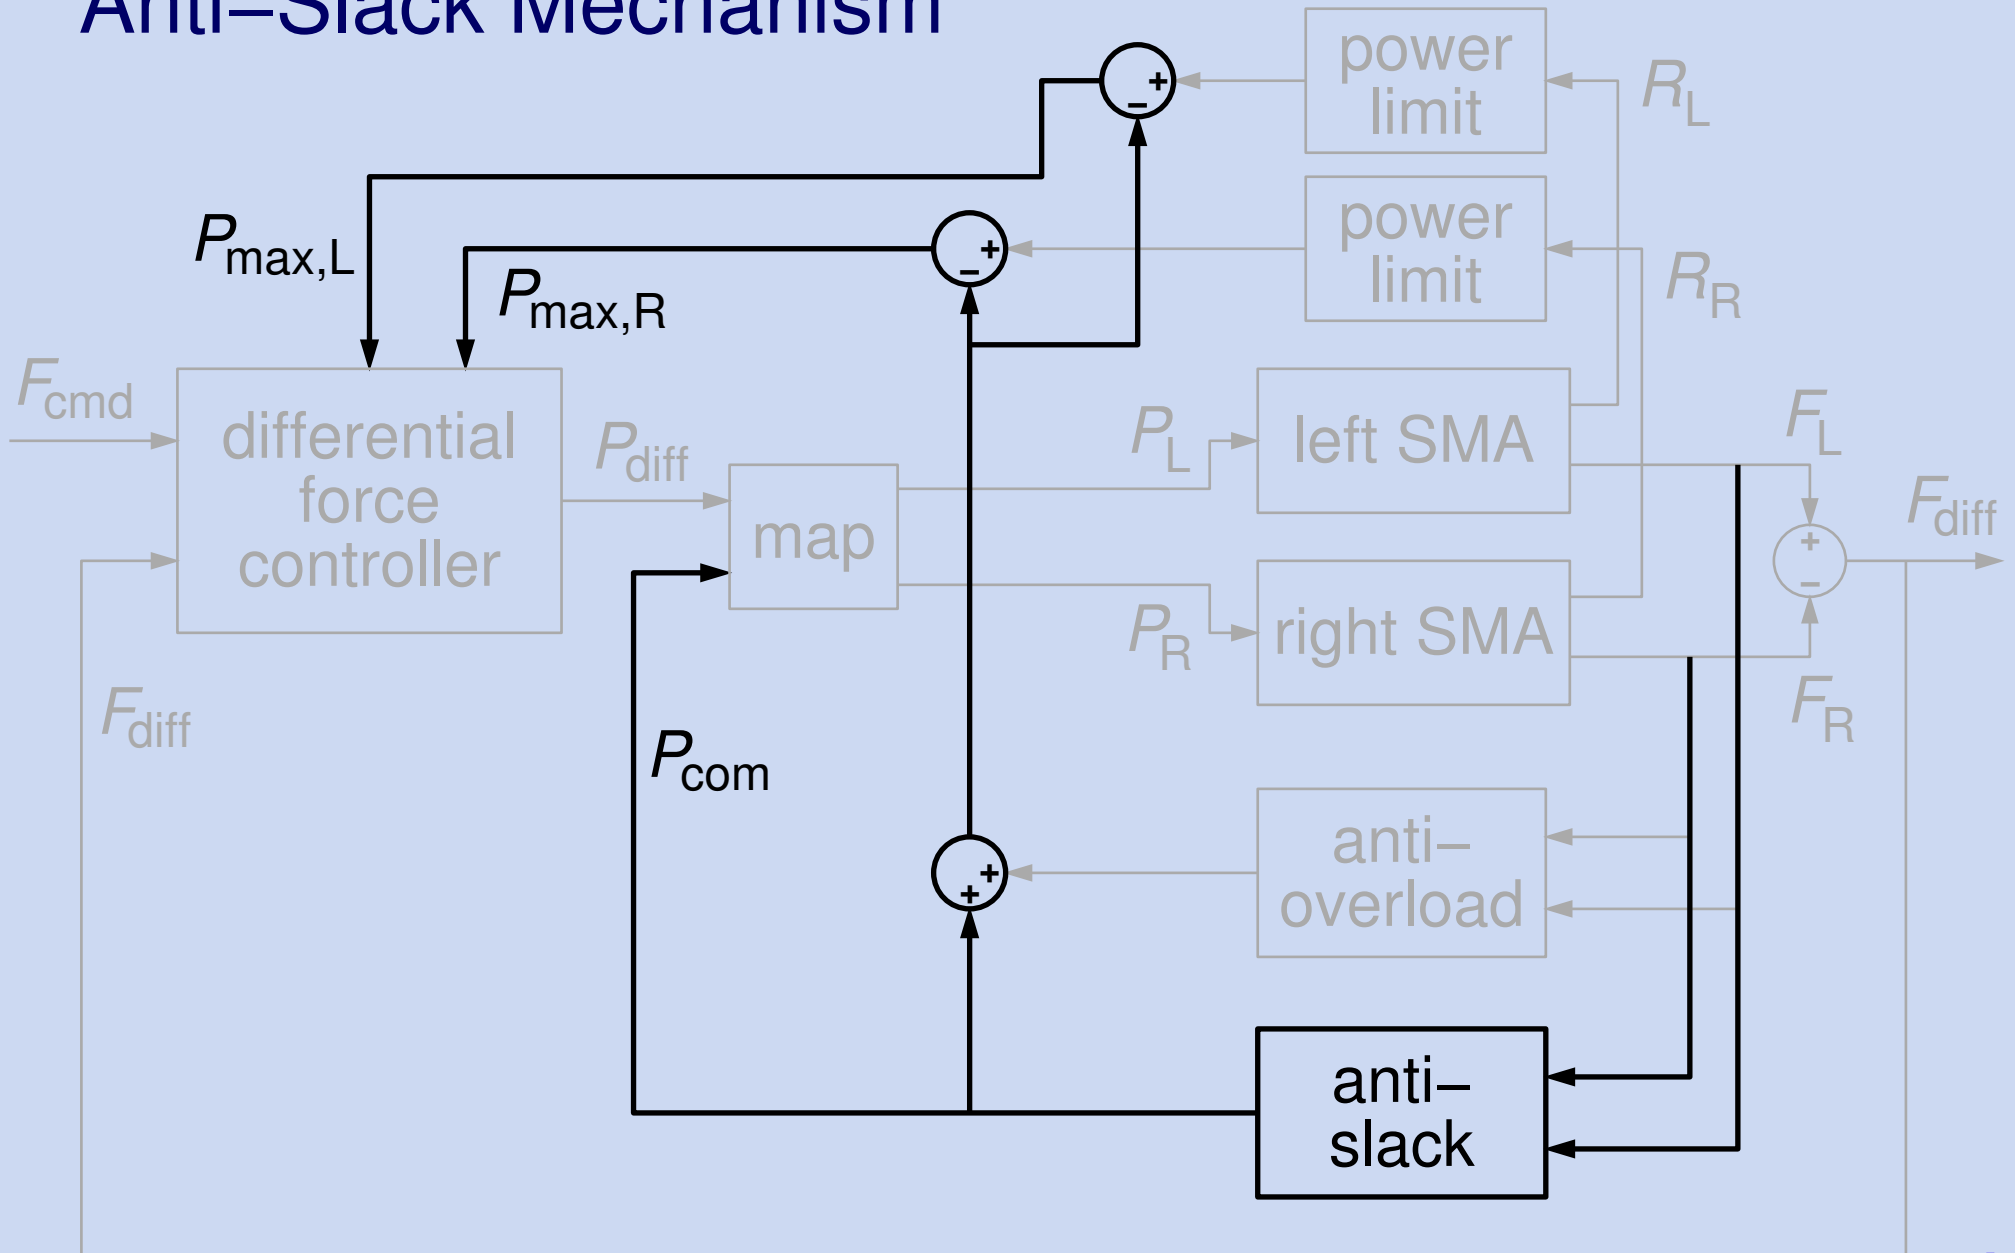 Anti–Slack Mechanism
power
limit
R_L
+
–
P_max,L
power
limit
R_R
+
–
P_max,R
F_cmd
differential
force
controller
P_diff
map
P_L
left SMA
F_L
F_diff
+
–
P_R
right SMA
F_R
F_diff
P_com
anti–
overload
+
+
anti–
slack